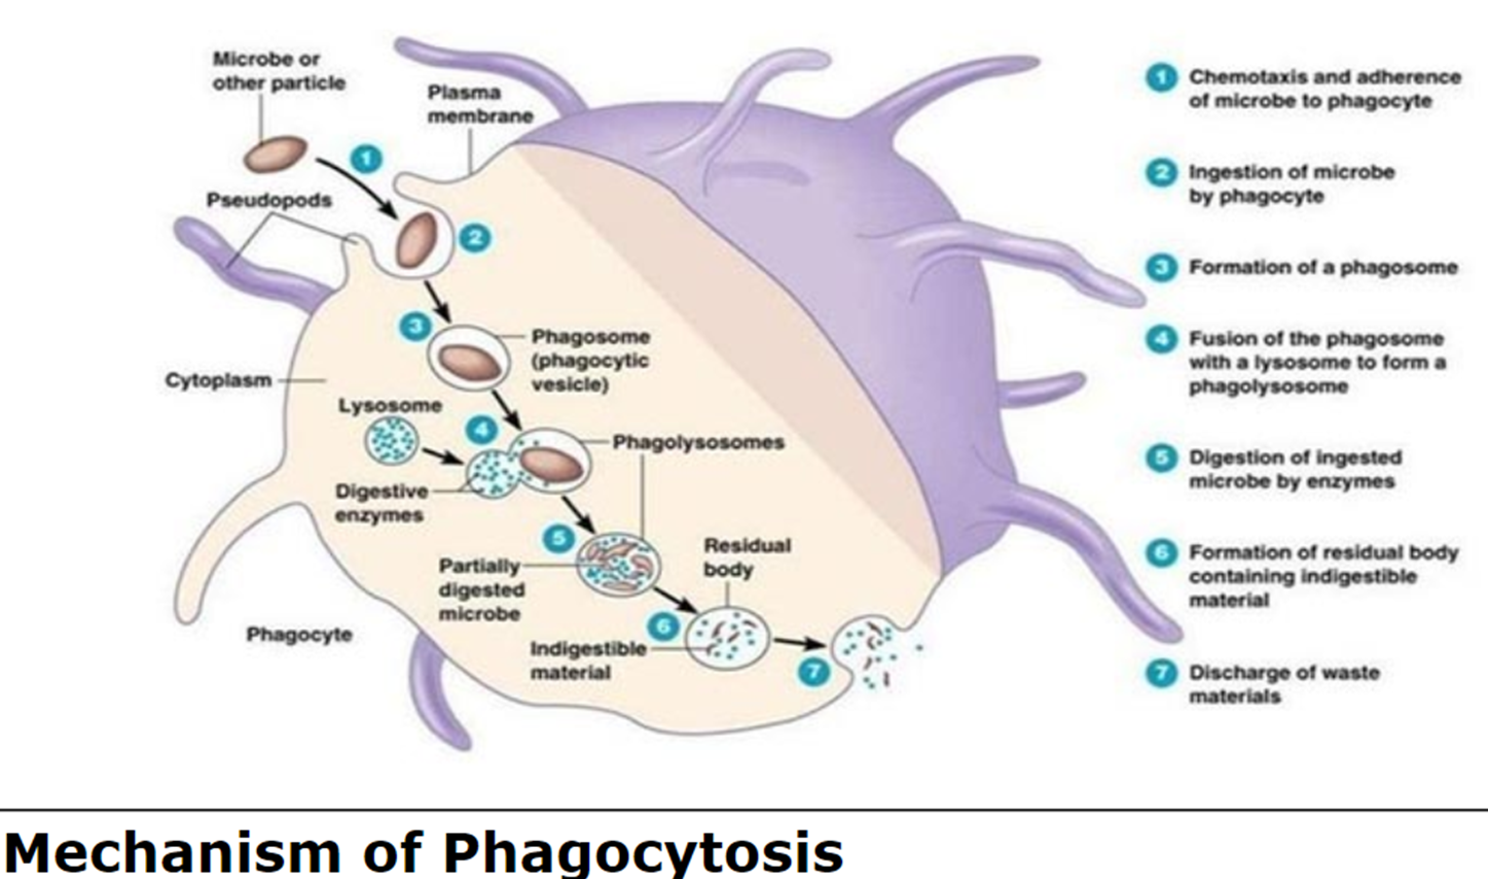 Microbe or
other particle
Plasma
membrane
1
Pseudopods
2
3
Phagosome
(phagocytic
vesicle)
Cytoplasm
Lysosome
4
Phagolysosomes
Digestive
enzymes
5
Residual
body
Partially
digested
microbe
6
Phagocyte
Indigestible
material
7
1 Chemotaxis and adherence
of microbe to phagocyte
2 Ingestion of microbe
by phagocyte
3 Formation of a phagosome
4 Fusion of the phagosome
with a lysosome to form a
phagolysosome
5 Digestion of ingested
microbe by enzymes
6 Formation of residual body
containing indigestible
material
7 Discharge of waste
materials
Mechanism of Phagocytosis